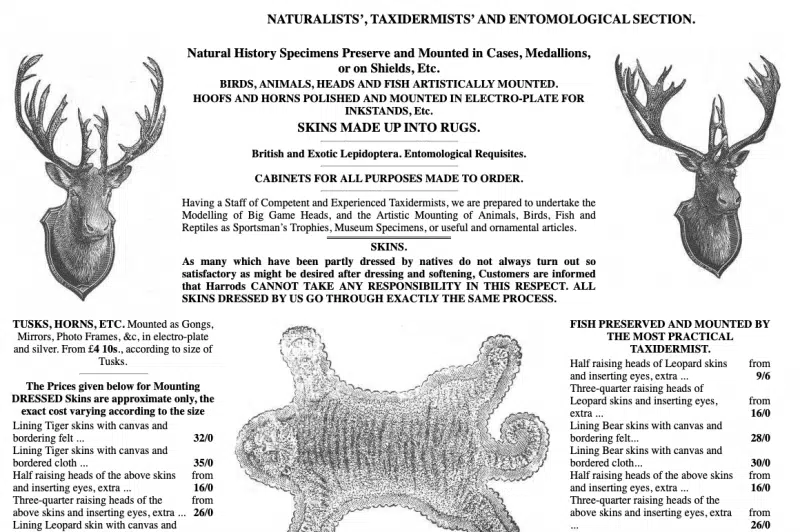 NATURALISTS', TAXIDERMISTS' AND ENTOMOLOGICAL SECTION.
Natural History Specimens Preserve and Mounted in Cases, Medallions,
or on Shields, Etc.
BIRDS, ANIMALS, HEADS AND FISH ARTISTICALLY MOUNTED.
HOOFS AND HORNS POLISHED AND MOUNTED IN ELECTRO-PLATE FOR
INKSTANDS, Etc.
SKINS MADE UP INTO RUGS.
British and Exotic Lepidoptera. Entomological Requisites.
CABINETS FOR ALL PURPOSES MADE TO ORDER.
Having a Staff of Competent and Experienced Taxidermists, we are prepared to undertake the
Modelling of Big Game Heads, and the Artistic Mounting of Animals, Birds, Fish and
Reptiles as Sportsman's Trophies, Museum Specimens, or useful and ornamental articles.
SKINS.
As many which have been partly dressed by natives do not always turn out so
satisfactory as might be desired after dressing and softening, Customers are informed
that Harrods CANNOT TAKE ANY RESPONSIBILITY IN THIS RESPECT. ALL
SKINS DRESSED BY US GO THROUGH EXACTLY THE SAME PROCESS.
TUSKS, HORNS, ETC. Mounted as Gongs,
Mirrors, Photo Frames, &c, in electro-plate
and silver. From £4 10s., according to size of
Tusks.
The Prices given below for Mounting
DRESSED Skins are approximate only, the
exact cost varying according to the size
Lining Tiger skins with canvas and
bordering felt ... 32/0
Lining Tiger skins with canvas and
bordered cloth ... 35/0
Half raising heads of the above skins from
and inserting eyes, extra ... 16/0
Three-quarter raising heads of the from
above skins and inserting eyes, extra ... 26/0
Lining Leopard skin with canvas and
FISH PRESERVED AND MOUNTED BY
THE MOST PRACTICAL
TAXIDERMIST.
Half raising heads of Leopard skins from
and inserting eyes, extra ... 9/6
Three-quarter raising heads of
Leopard skins and inserting eyes, from
extra ... 16/0
Lining Bear skins with canvas and
bordering felt... 28/0
Lining Bear skins with canvas and
bordered cloth... 30/0
Half raising heads of the above skins from
and inserting eyes, extra ... 16/0
Three-quarter raising heads of the
above skins and inserting eyes, extra from
... 26/0